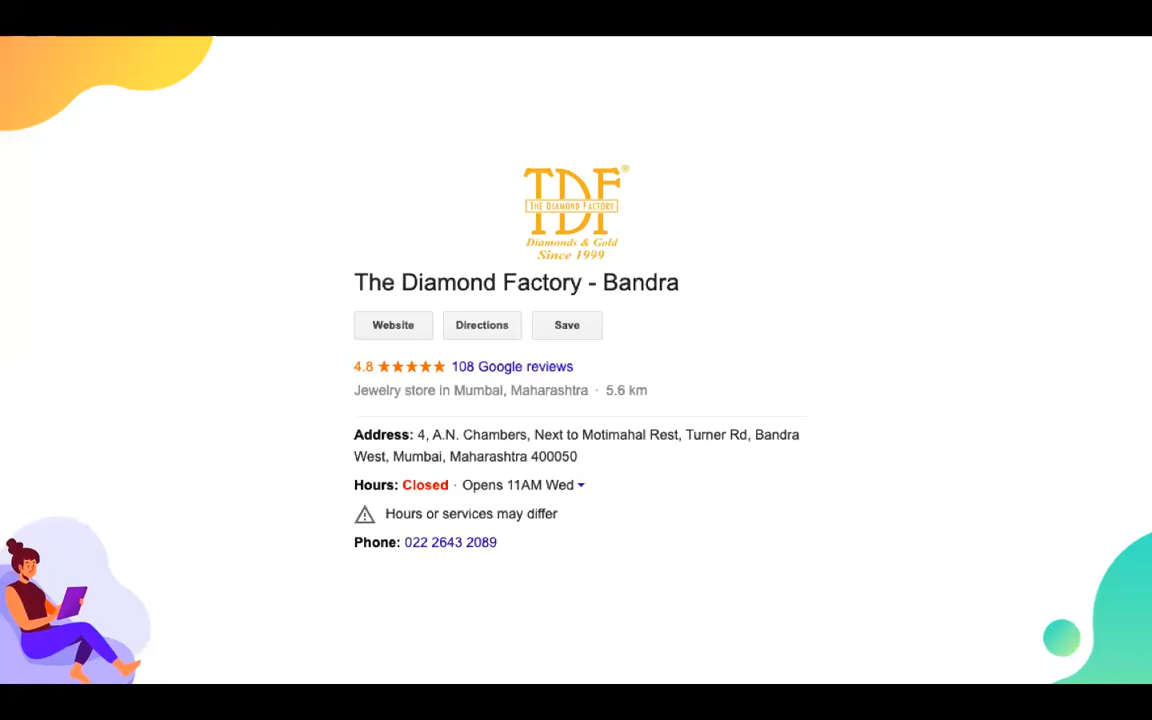 TDF®
THE DIAMOND FACTORY
Diamonds & Gold
Since 1999
The Diamond Factory - Bandra
Website Directions Save
4.8 ★★★★★ 108 Google reviews
Jewelry store in Mumbai, Maharashtra · 5.6 km
Address: 4, A.N. Chambers, Next to Motimahal Rest, Turner Rd, Bandra
West, Mumbai, Maharashtra 400050
Hours: Closed · Opens 11AM Wed
Hours or services may differ
Phone: 022 2643 2089